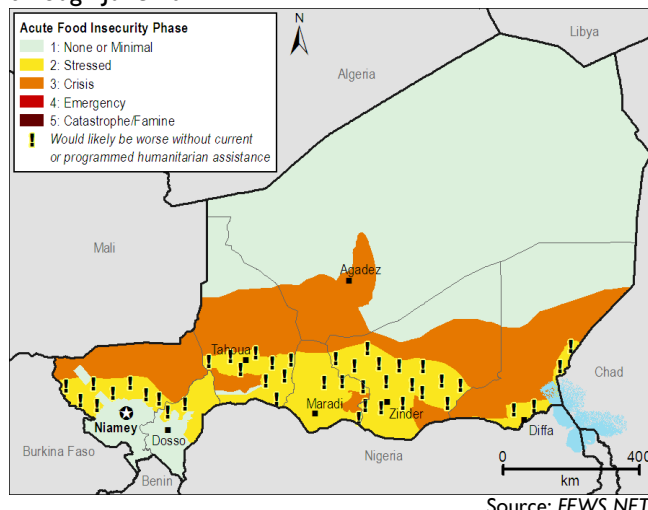 Acute Food Insecurity Phase
1: None or Minimal
2: Stressed
3: Crisis
4: Emergency
5: Catastrophe/Famine
! Would likely be worse without current
or programmed humanitarian assistance
N
Libya
Algeria
Mali
Agadez
Tahoua
Chad
Maradi
Zinder
Niamey
Dosso
Diffa
Burkina Faso
Nigeria
Benin
0 400
km
Source: FEWS NET